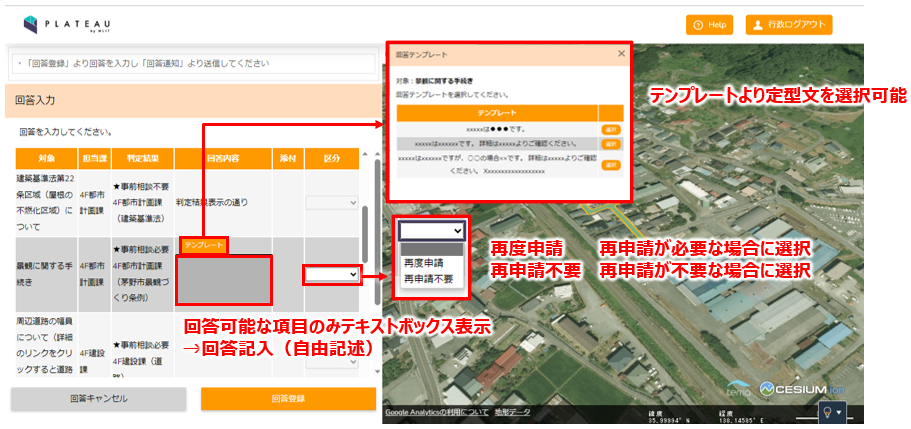 PLATEAU
by MLIT
Help
行政ログアウト
・「回答登録」より回答を入力し「回答通知」より送信してください
回答入力
回答を入力してください。
対象 担当課 判定結果 回答内容 添付 区分
建築基準法第22
条区域（屋根の
不燃化区域）に
ついて
4F都市
計画課
★事前相談不要
4F都市計画課
（建築基準法）
判定結果表示の通り
景観に関する手
続き
4F都市
計画課
★事前相談必要
4F都市計画課
（茅野市景観づ
くり条例）
テンプレート
周辺道路の幅員
について（詳細
のリンクをクリ
ックすると道路
4F建設
課
★事前相談必要
4F建設課（道
回答キャンセル
回答登録
回答テンプレート
×
対象：景観に関する手続き
回答テンプレートを選択してください。
テンプレート
xxxxxは●●●です。
選択
xxxxxはxxxxxxです。 詳細はxxxxxよりご確認ください。
選択
xxxxxはxxxxxxですが、○○の場合××です。 詳細はxxxxxよりご確認
ください。 Xxxxxxxxxxxxxxxxxx
選択
テンプレートより定型文を選択可能
再度申請
再申請不要
再度申請 再申請が必要な場合に選択
再申請不要 再申請が不要な場合に選択
回答可能な項目のみテキストボックス表示
→回答記入（自由記述）
terria
CESIUM ion
Google Analyticsの利用について 地形データ
緯度
35.99994° N
経度
138.14585° E